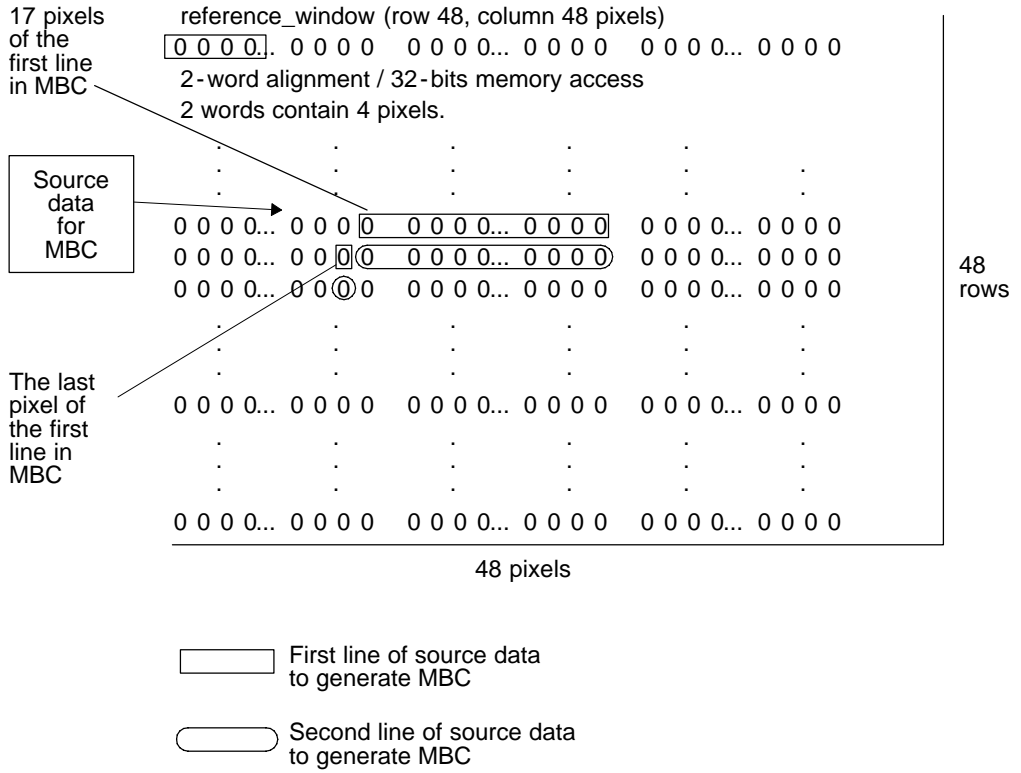 17 pixels
of the
first line
in MBC
reference_window (row 48, column 48 pixels)
0 0 0 0... 0 0 0 0 0 0 0 0... 0 0 0 0 0 0 0 0... 0 0 0 0
2-word alignment / 32-bits memory access
2 words contain 4 pixels.
. . . . .
. . . . . .
. . . . . .
Source
data
for
MBC
0 0 0 0... 0 0 0 0 0 0 0 0... 0 0 0 0 0 0 0 0... 0 0 0 0
0 0 0 0... 0 0 0 0 0 0 0 0... 0 0 0 0 0 0 0 0... 0 0 0 0
0 0 0 0... 0 0 0 0 0 0 0 0... 0 0 0 0 0 0 0 0... 0 0 0 0
48
rows
. . . . . .
. . . . . .
. . . . . .
The last
pixel of
the first
line in
MBC
0 0 0 0... 0 0 0 0 0 0 0 0... 0 0 0 0 0 0 0 0... 0 0 0 0
. . . . . .
. . . . . .
. . . . . .
0 0 0 0... 0 0 0 0 0 0 0 0... 0 0 0 0 0 0 0 0... 0 0 0 0
48 pixels
First line of source data
to generate MBC
Second line of source data
to generate MBC